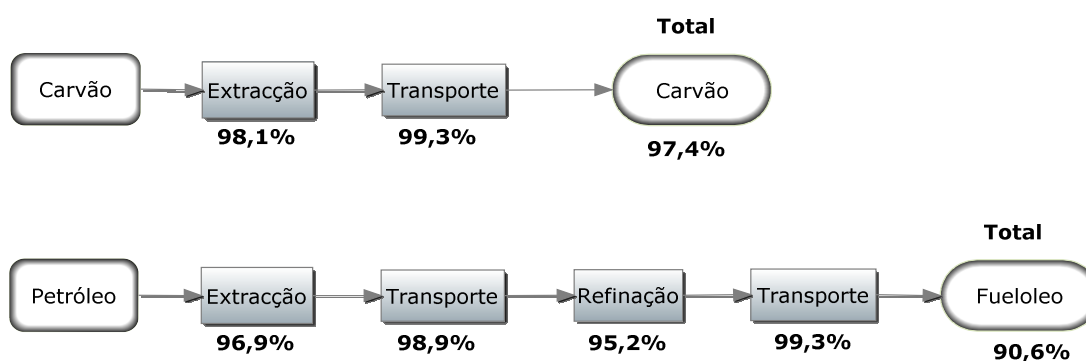 Total
Carvão
Extracção
Transporte
Carvão
98,1%
99,3%
97,4%
Total
Petróleo
Extracção
Transporte
Refinação
Transporte
Fueloleo
96,9%
98,9%
95,2%
99,3%
90,6%